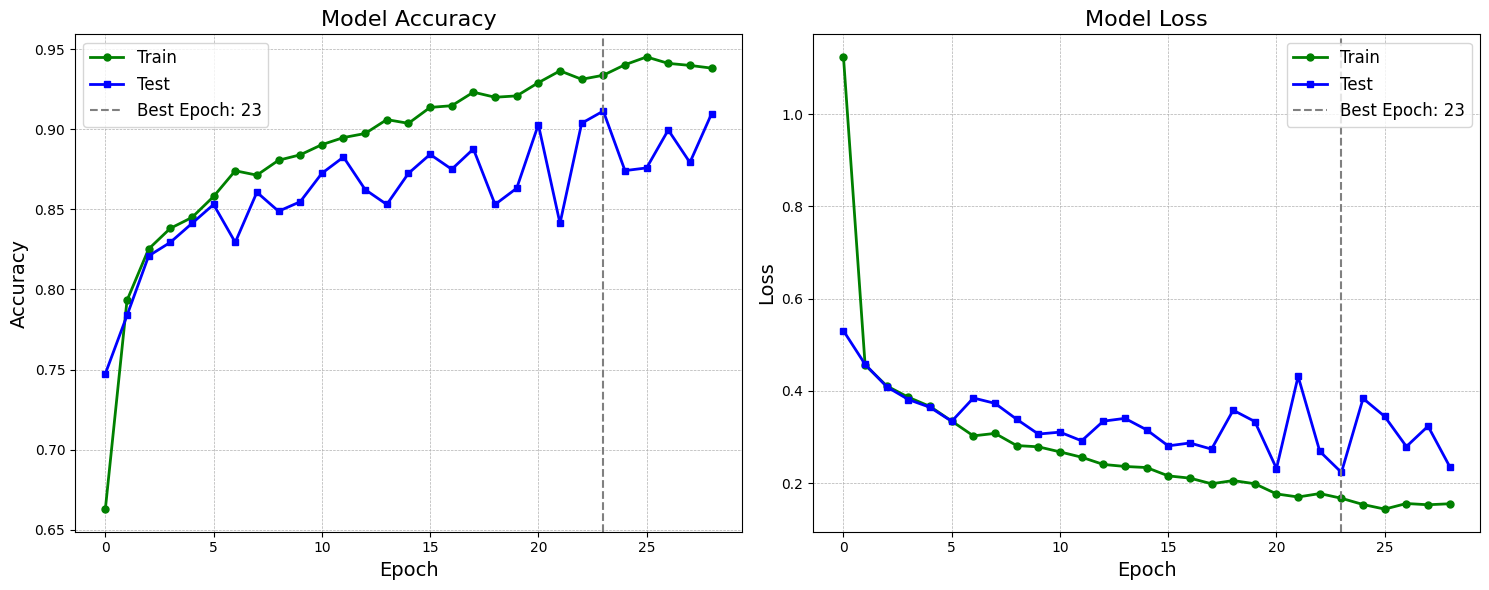 Model Accuracy
Train
Test
Best Epoch: 23
0.95
0.90
0.85
0.80
0.75
0.70
0.65
Accuracy
0
5
10
15
20
25
Epoch
Model Loss
Train
Test
Best Epoch: 23
1.0
0.8
0.6
0.4
0.2
Loss
0
5
10
15
20
25
Epoch